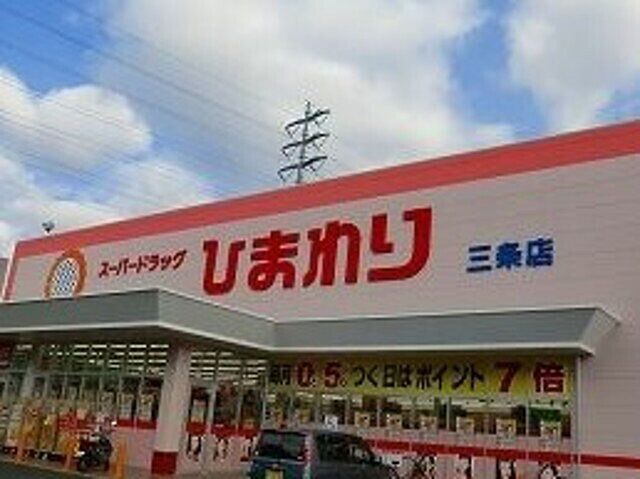 スーパードラッグ
ひまわり
三条店
毎月0.5のつく日はポイント7倍